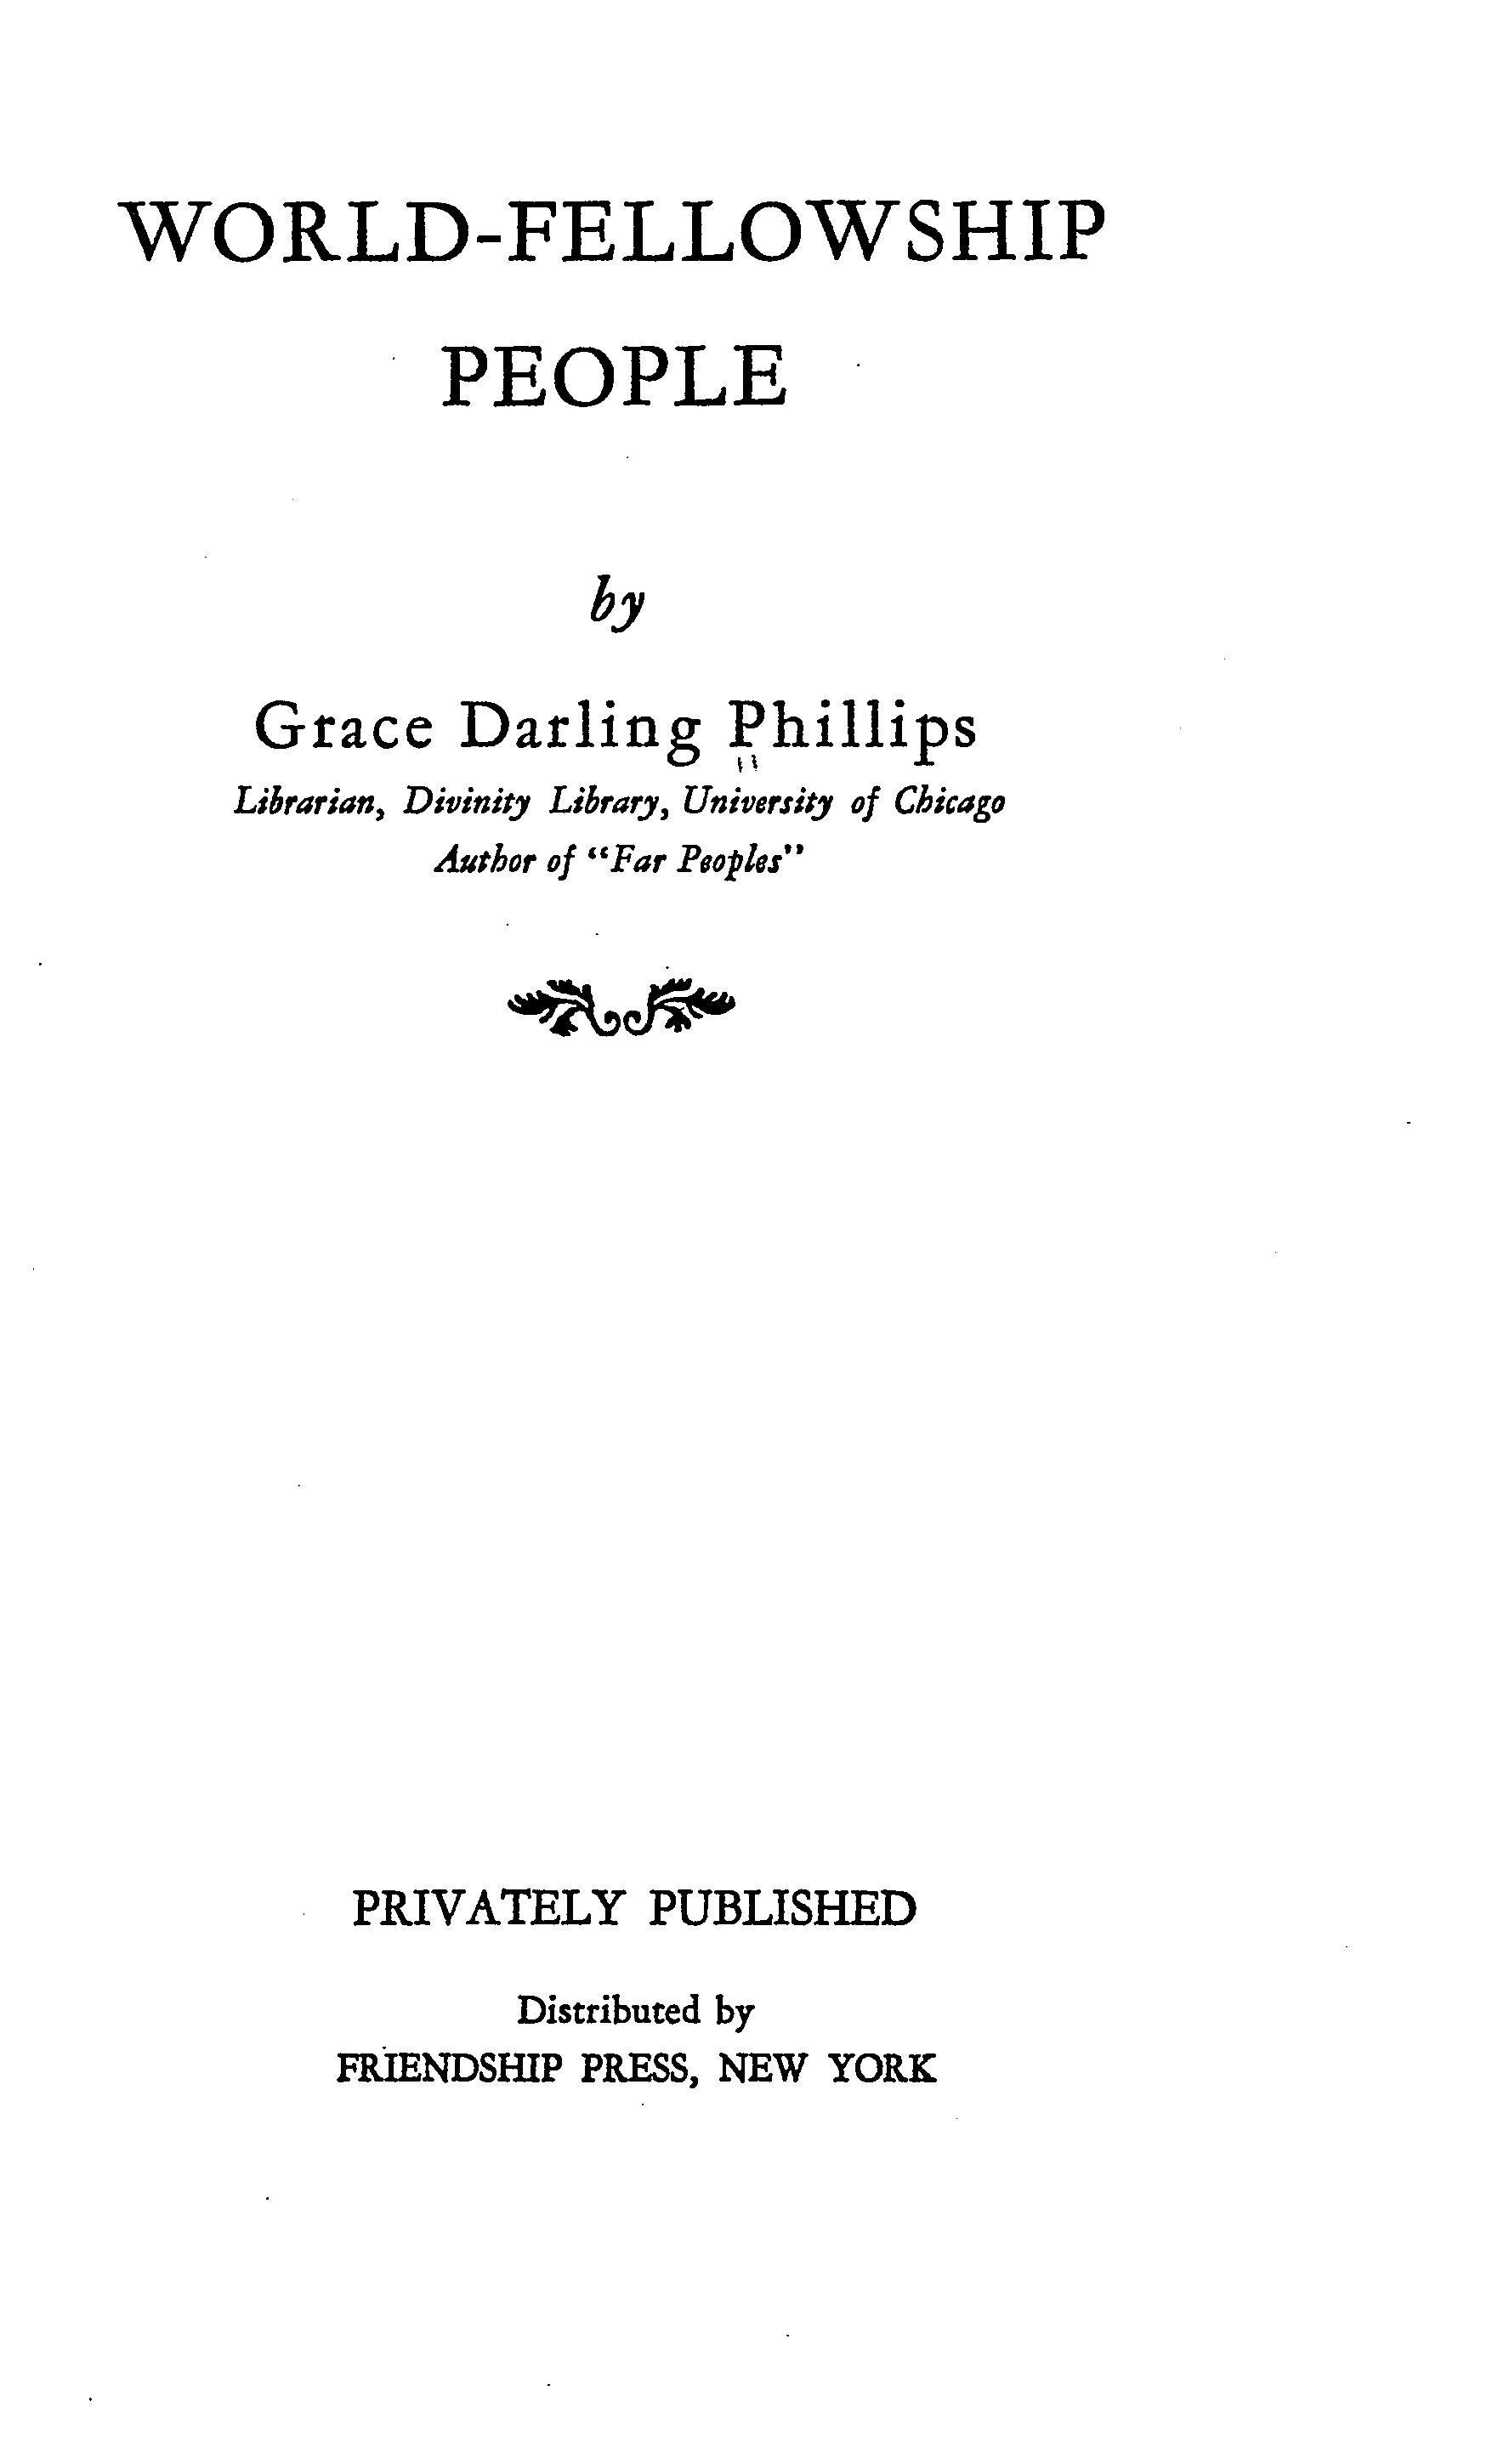 WORLD-FELLOWSHIP
PEOPLE
by
Grace Darling Phillips
Librarian, Divinity Library, University of Chicago
Author of “Far Peoples”
PRIVATELY PUBLISHED
Distributed by
FRIENDSHIP PRESS, NEW YORK